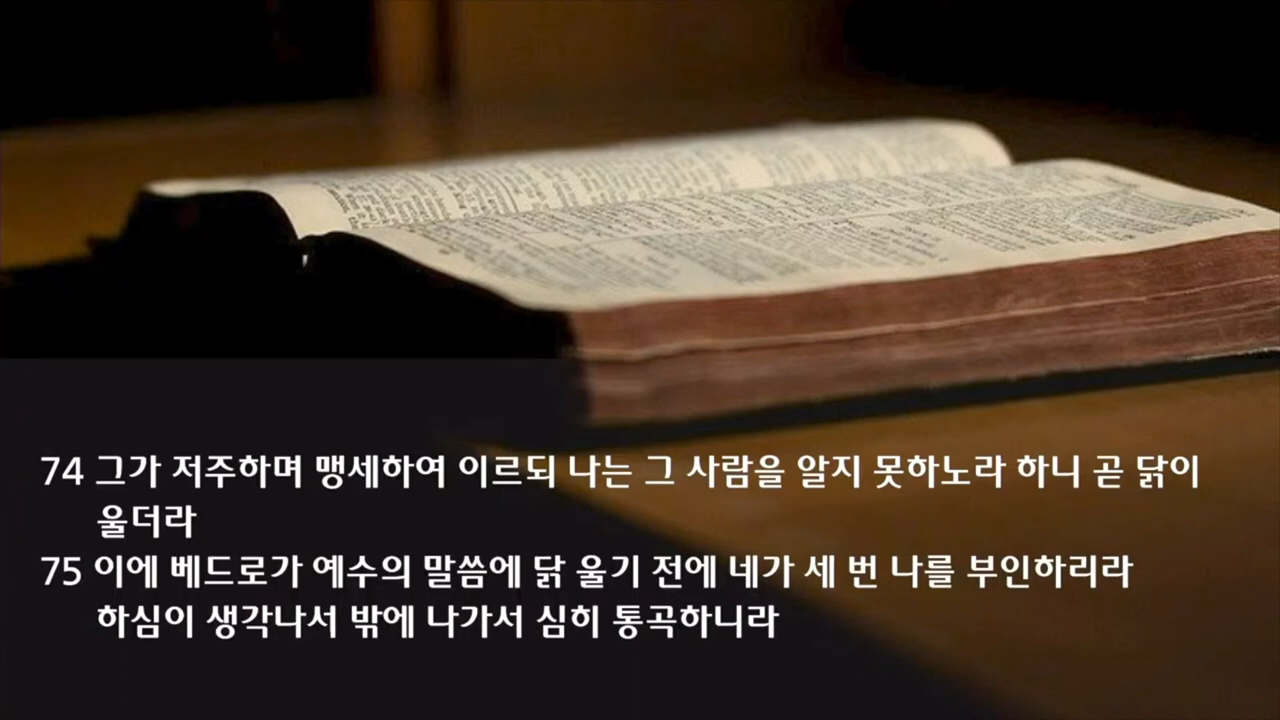 74 그가 저주하며 맹세하여 이르되 나는 그 사람을 알지 못하노라 하니 곧 닭이
울더라
75 이에 베드로가 예수의 말씀에 닭 울기 전에 네가 세 번 나를 부인하리라
하심이 생각나서 밖에 나가서 심히 통곡하니라